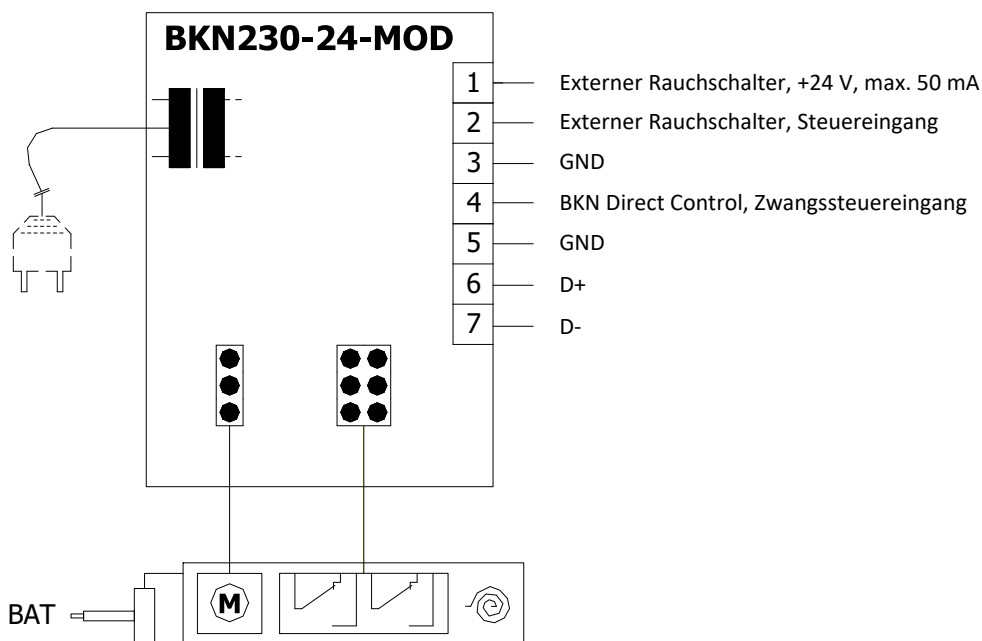 BKN230-24-MOD
1 Externer Rauchschalter, +24 V, max. 50 mA
2 Externer Rauchschalter, Steuereingang
3 GND
4 BKN Direct Control, Zwangssteuereingang
5 GND
6 D+
7 D-
BAT
M